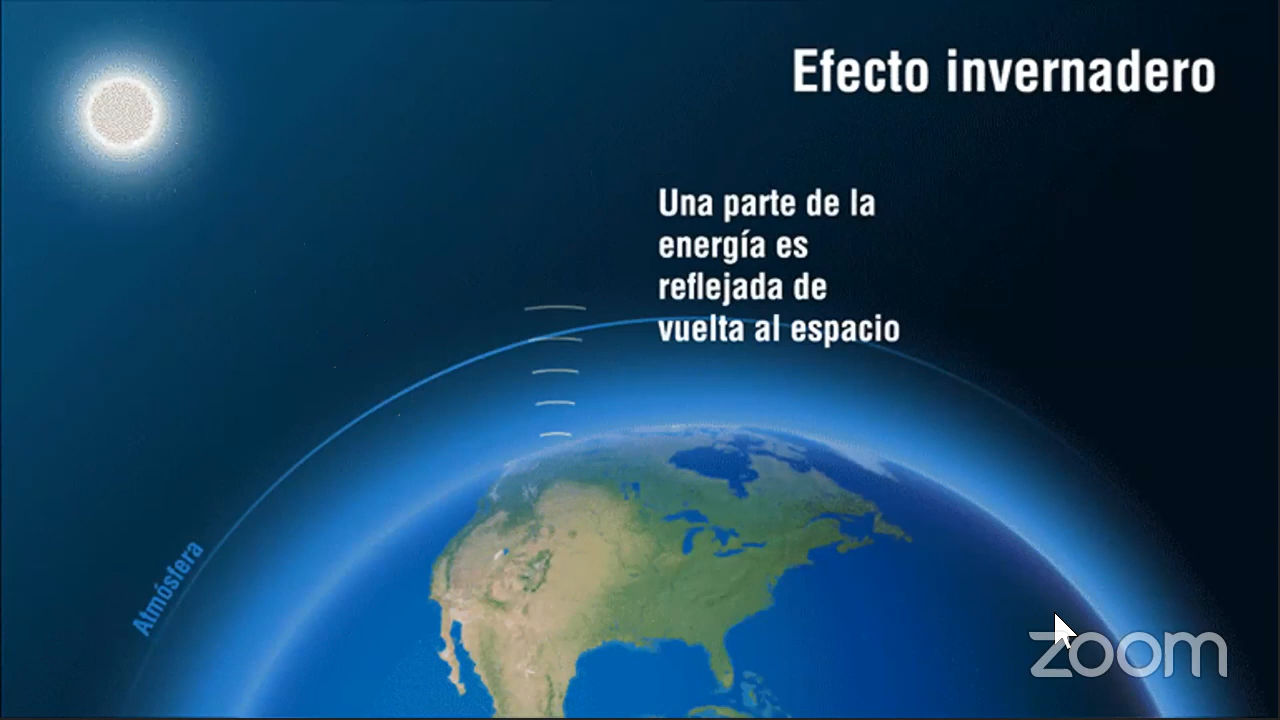 Efecto invernadero
Una parte de la
energía es
reflejada de
vuelta al espacio
Atmósfera
zoom